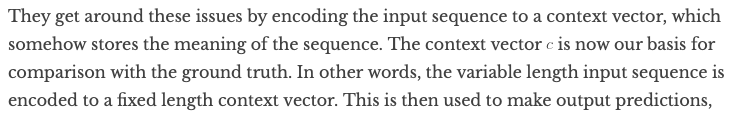 They get around these issues by encoding the input sequence to a context vector, which
somehow stores the meaning of the sequence. The context vector c is now our basis for
comparison with the ground truth. In other words, the variable length input sequence is
encoded to a fixed length context vector. This is then used to make output predictions,